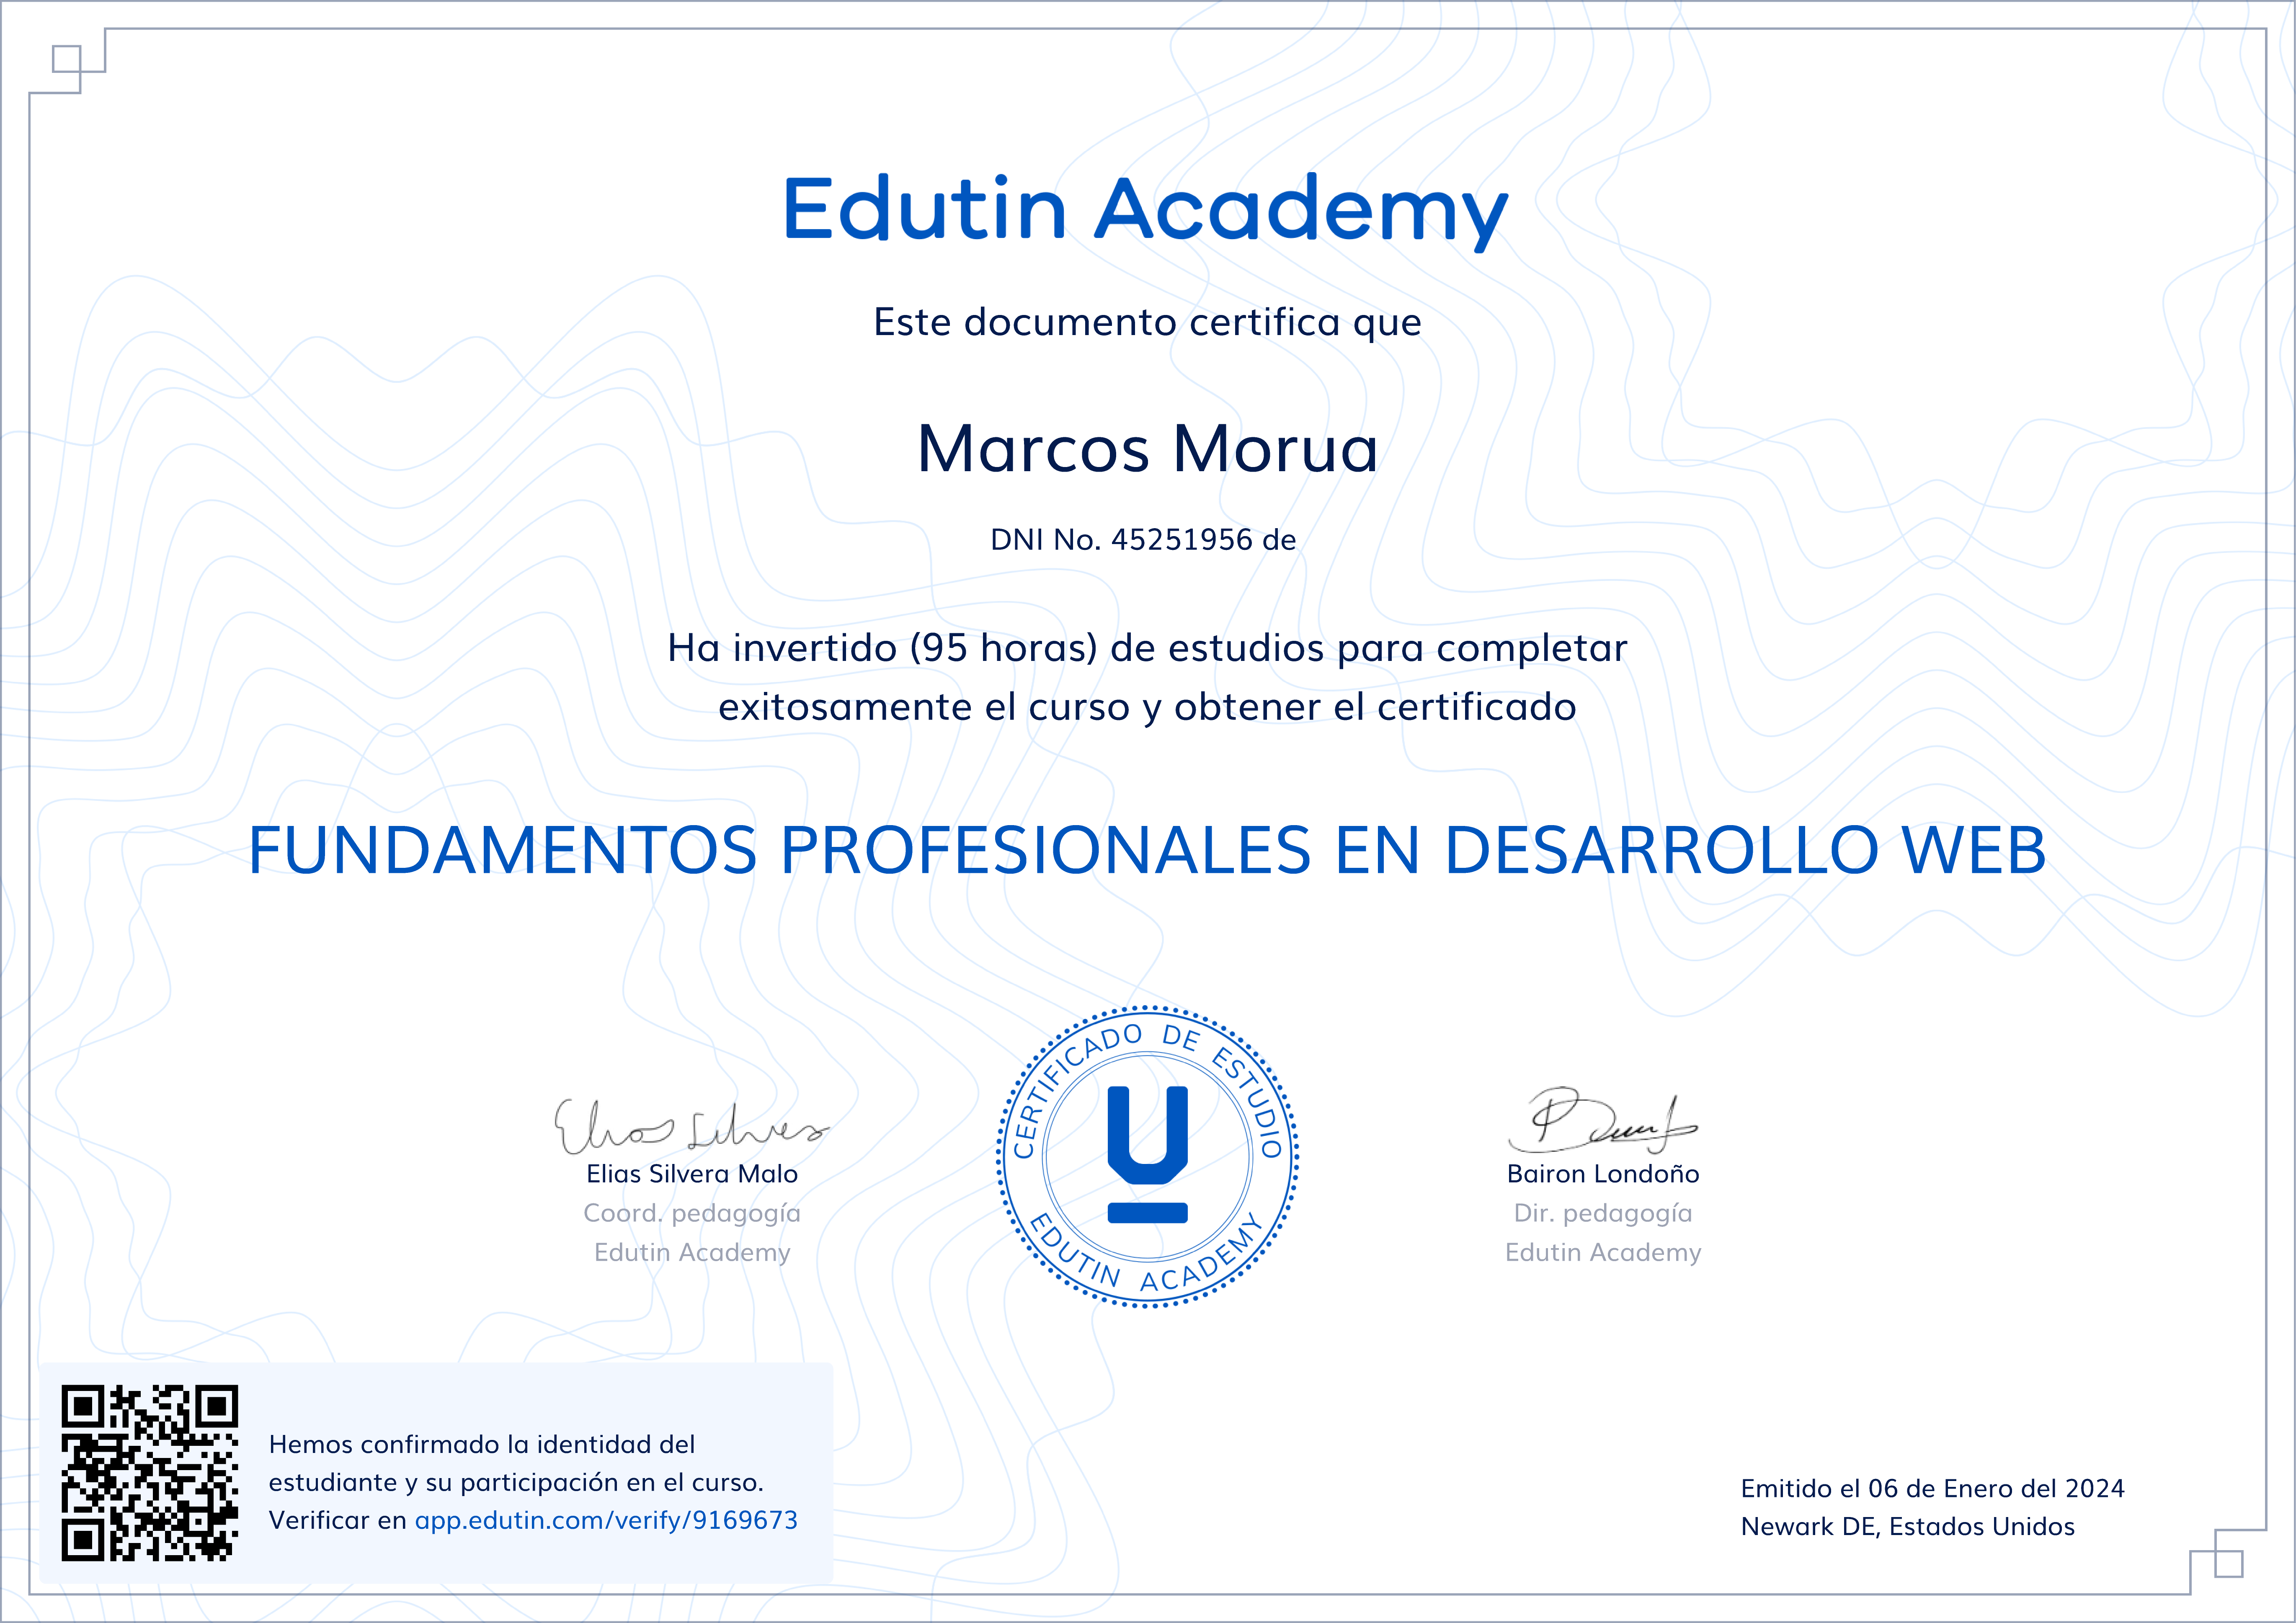 Edutin Academy
Este documento certifica que
Marcos Morua
DNI No. 45251956 de
Ha invertido (95 horas) de estudios para completar
exitosamente el curso y obtener el certificado
FUNDAMENTOS PROFESIONALES EN DESARROLLO WEB
CERTIFICADO DE ESTUDIO
EDUTIN ACADEMY
Elias Silvera Malo
Coord. pedagogía
Edutin Academy
Bairon Londoño
Dir. pedagogía
Edutin Academy
Hemos confirmado la identidad del
estudiante y su participación en el curso.
Verificar en app.edutin.com/verify/9169673
Emitido el 06 de Enero del 2024
Newark DE, Estados Unidos